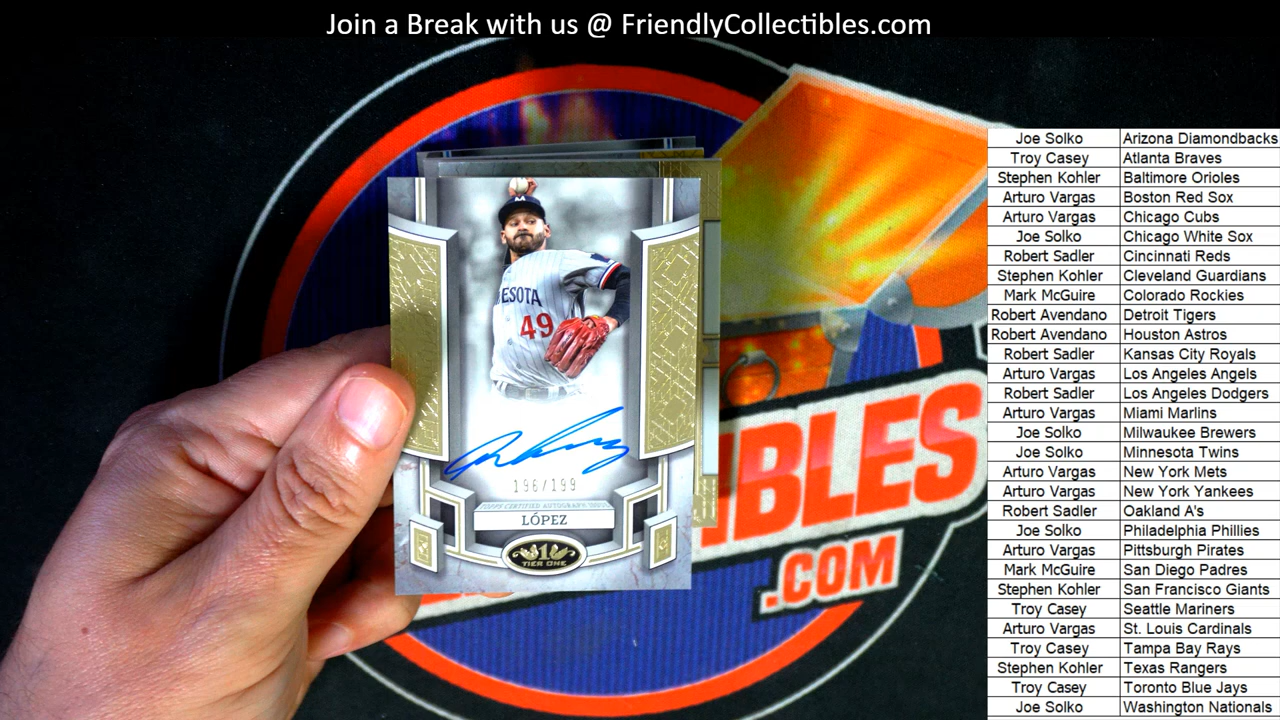 Join a Break with us @ FriendlyCollectibles.com
M
ESOTA
49
196/199
TOPPS CERTIFIED AUTOGRAPH ISSUE
LÓPEZ
1
TIER ONE
IBLES
.COM
Joe Solko Arizona Diamondbacks
Troy Casey Atlanta Braves
Stephen Kohler Baltimore Orioles
Arturo Vargas Boston Red Sox
Arturo Vargas Chicago Cubs
Joe Solko Chicago White Sox
Robert Sadler Cincinnati Reds
Stephen Kohler Cleveland Guardians
Mark McGuire Colorado Rockies
Robert Avendano Detroit Tigers
Robert Avendano Houston Astros
Robert Sadler Kansas City Royals
Arturo Vargas Los Angeles Angels
Robert Sadler Los Angeles Dodgers
Arturo Vargas Miami Marlins
Joe Solko Milwaukee Brewers
Joe Solko Minnesota Twins
Arturo Vargas New York Mets
Arturo Vargas New York Yankees
Robert Sadler Oakland A's
Joe Solko Philadelphia Phillies
Arturo Vargas Pittsburgh Pirates
Mark McGuire San Diego Padres
Stephen Kohler San Francisco Giants
Troy Casey Seattle Mariners
Arturo Vargas St. Louis Cardinals
Troy Casey Tampa Bay Rays
Stephen Kohler Texas Rangers
Troy Casey Toronto Blue Jays
Joe Solko Washington Nationals